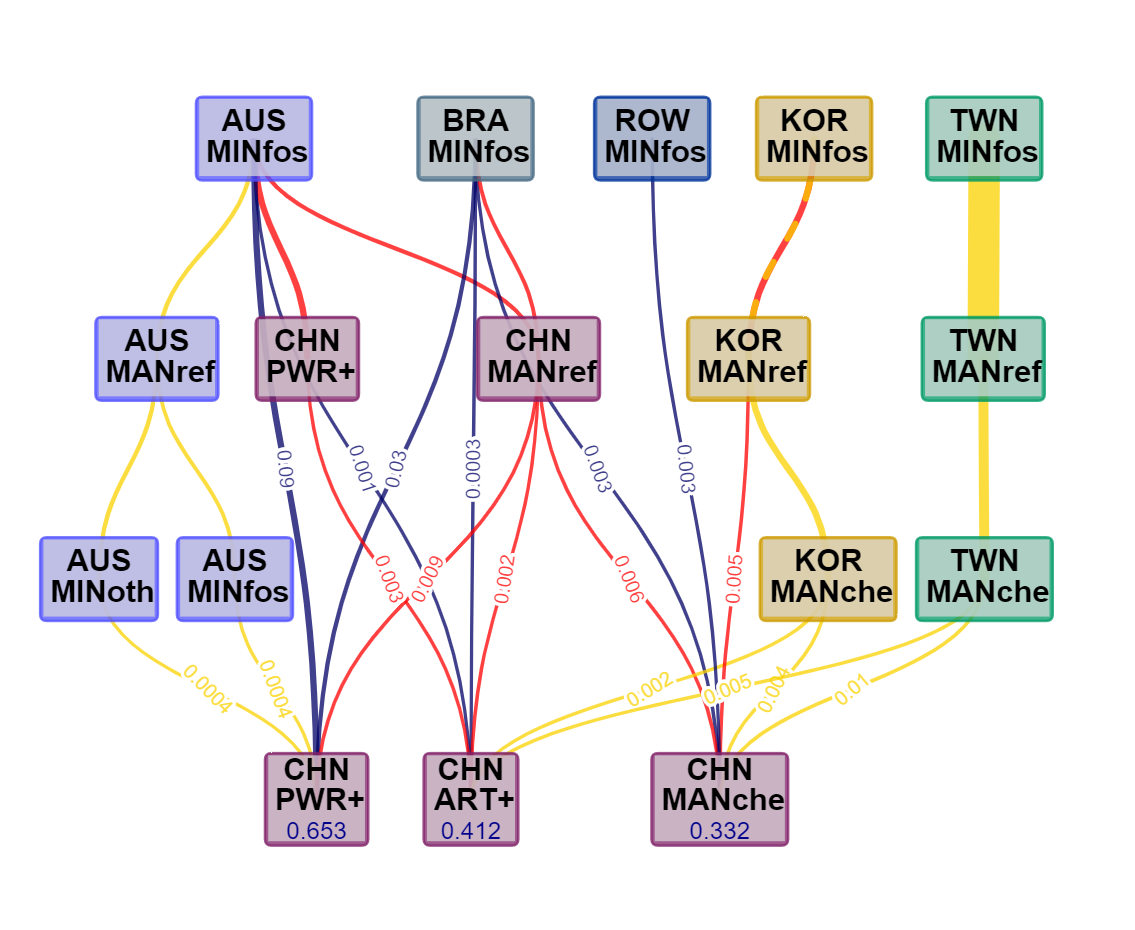 AUS
MINfos
BRA
MINfos
ROW
MINfos
KOR
MINfos
TWN
MINfos
AUS
MANref
CHN
PWR+
CHN
MANref
KOR
MANref
TWN
MANref
0.09
0.001
0.03
0.0003
0.003
0.003
AUS
MINoth
AUS
MINfos
KOR
MANche
TWN
MANche
0.003
0.009
0.002
0.006
0.005
0.0004
0.0004
0.002
0.005
0.004
0.01
CHN
PWR+
0.653
CHN
ART+
0.412
CHN
MANche
0.332